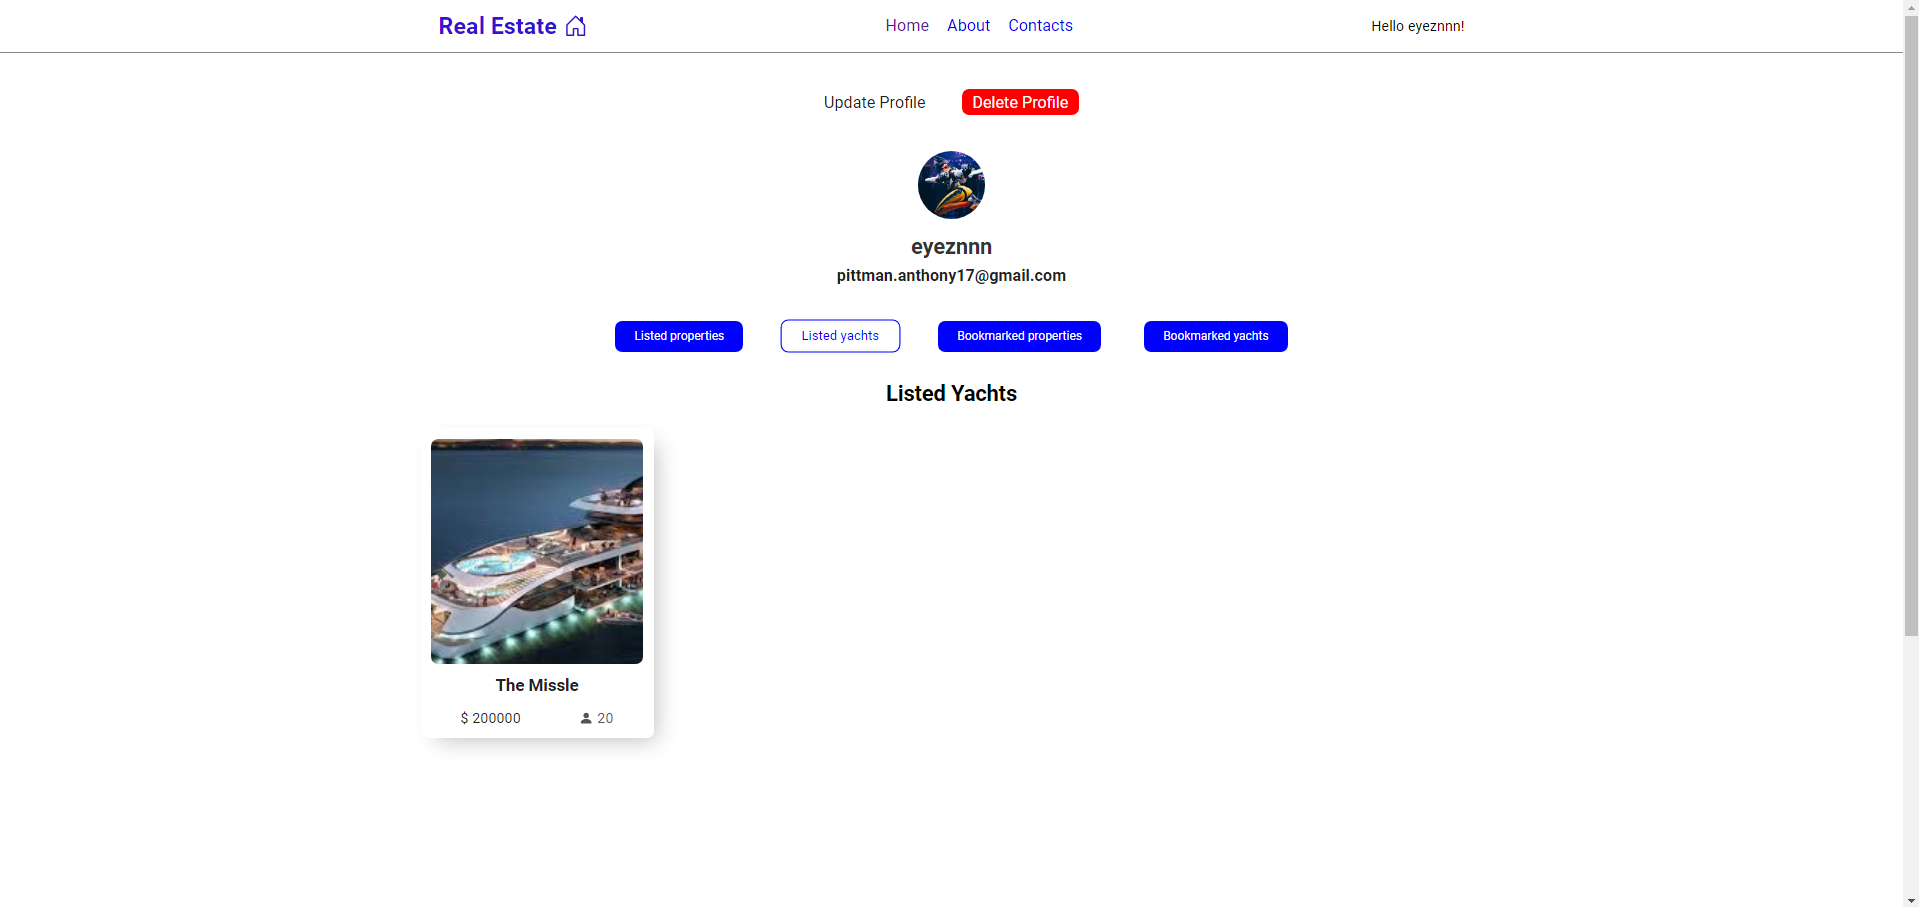 Real Estate
Home About Contacts
Hello eyeznnn!
Update Profile
Delete Profile
eyeznnn
pittman.anthony17@gmail.com
Listed properties
Listed yachts
Bookmarked properties
Bookmarked yachts
Listed Yachts
The Missle
$ 200000
20